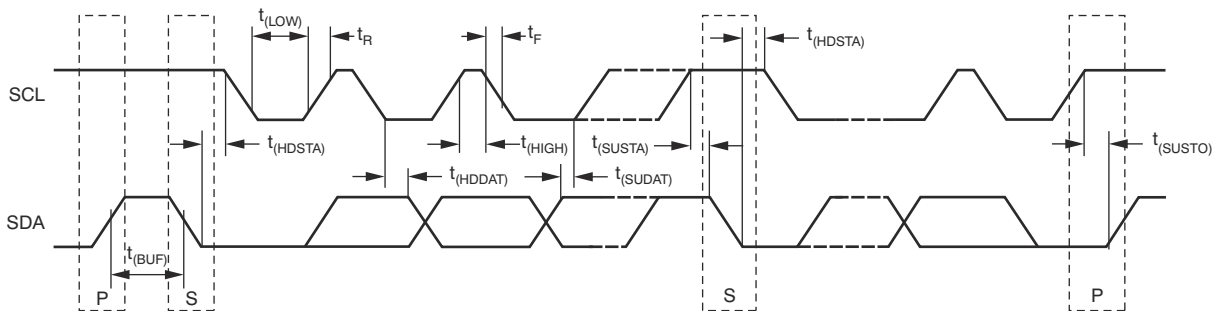 t(LOW)
tR
tF
t(HDSTA)
SCL
t(HDSTA)
t(HIGH)
t(SUSTA)
t(SUSTO)
t(HDDAT)
t(SUDAT)
SDA
t(BUF)
P
S
S
P